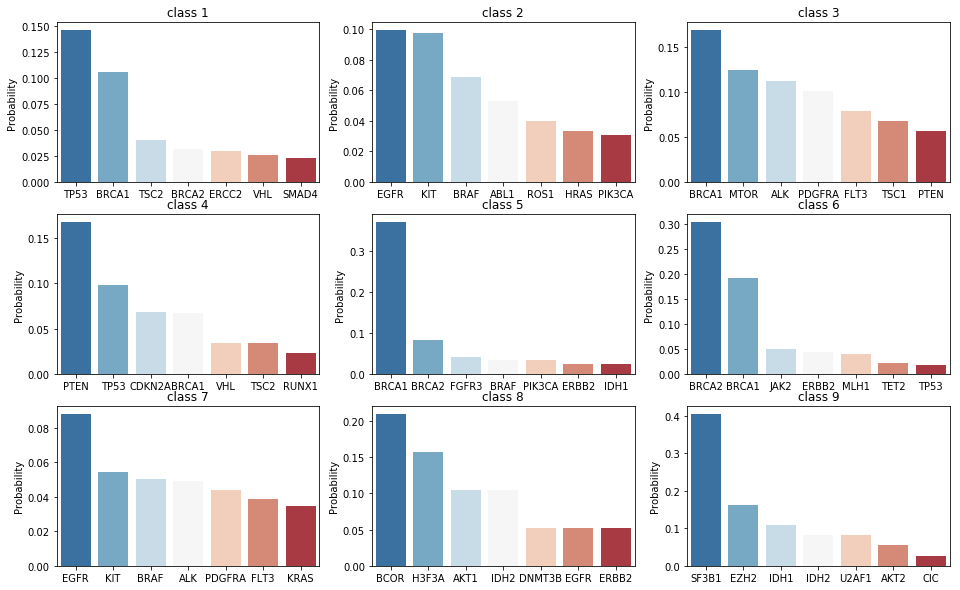 class 1
0.150
0.125
0.100
0.075
0.050
0.025
0.000
Probability
TP53 BRCA1 TSC2 BRCA2 ERCC2 VHL SMAD4
class 2
0.10
0.08
0.06
0.04
0.02
0.00
Probability
EGFR KIT BRAF ABL1 ROS1 HRAS PIK3CA
class 3
0.15
0.10
0.05
0.00
Probability
BRCA1 MTOR ALK PDGFRA FLT3 TSC1 PTEN
class 4
0.15
0.10
0.05
0.00
Probability
PTEN TP53 CDKN2A BRCA1 VHL TSC2 RUNX1
class 5
0.3
0.2
0.1
0.0
Probability
BRCA1 BRCA2 FGFR3 BRAF PIK3CA ERBB2 IDH1
class 6
0.30
0.25
0.20
0.15
0.10
0.05
0.00
Probability
BRCA2 BRCA1 JAK2 ERBB2 MLH1 TET2 TP53
class 7
0.08
0.06
0.04
0.02
0.00
Probability
EGFR KIT BRAF ALK PDGFRA FLT3 KRAS
class 8
0.20
0.15
0.10
0.05
0.00
Probability
BCOR H3F3A AKT1 IDH2 DNMT3B EGFR ERBB2
class 9
0.4
0.3
0.2
0.1
0.0
Probability
SF3B1 EZH2 IDH1 IDH2 U2AF1 AKT2 CIC